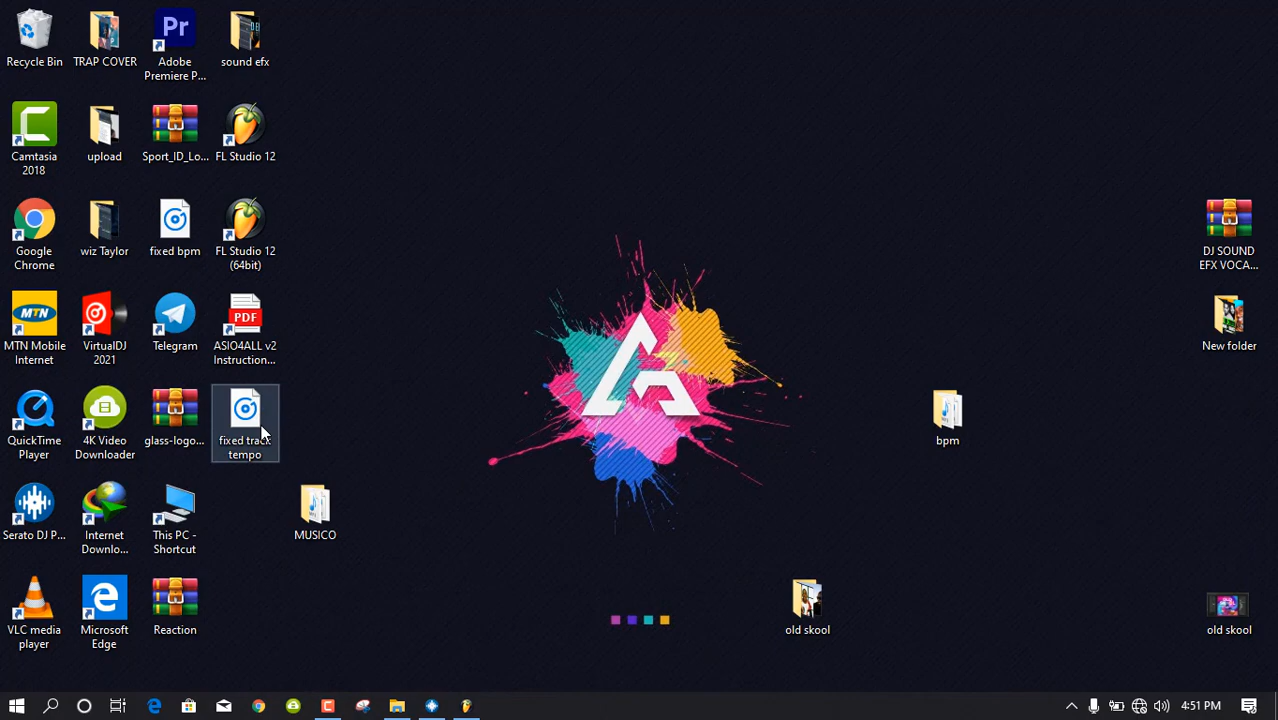 Recycle Bin
TRAP COVER
Adobe
Premiere P...
sound efx
Camtasia
2018
upload
Sport_ID_Lo...
FL Studio 12
Google
Chrome
wiz Taylor
fixed bpm
FL Studio 12
(64bit)
MTN
MTN Mobile
Internet
VirtualDJ
2021
Telegram
PDF
ASIO4ALL v2
Instruction...
QuickTime
Player
4K Video
Downloader
glass-logo...
fixed track
tempo
Serato DJ P...
Internet
Downlo...
This PC -
Shortcut
MUSICO
VLC media
player
Microsoft
Edge
Reaction
DJ SOUND
EFX VOCA...
New folder
bpm
old skool
old skool
4:51 PM